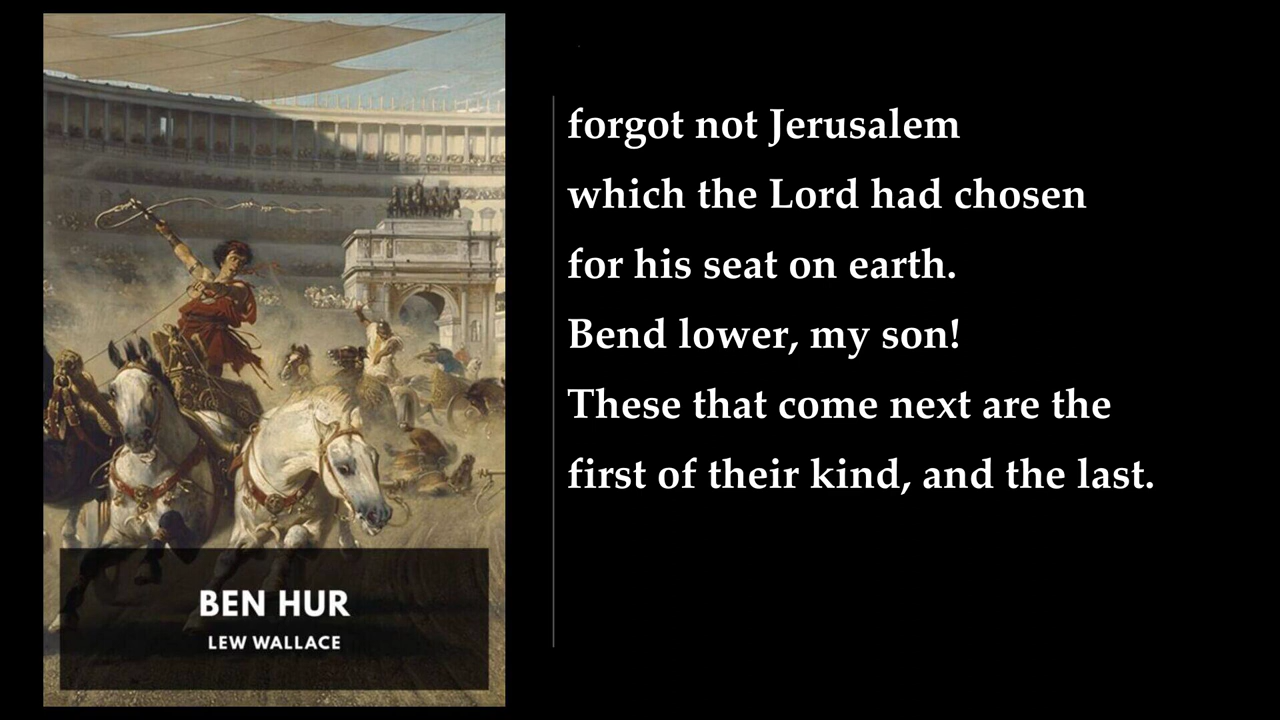 BEN HUR
LEW WALLACE
forgot not Jerusalem
which the Lord had chosen
for his seat on earth.
Bend lower, my son!
These that come next are the
first of their kind, and the last.